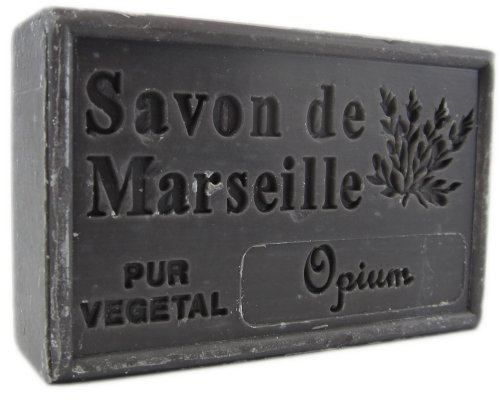 Savon de
Marseille
PUR
VEGETAL
Opium